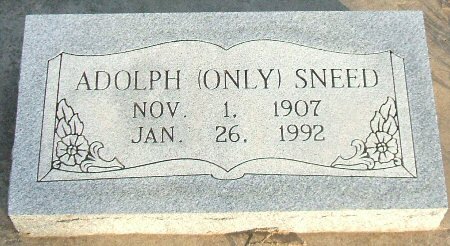 ADOLPH (ONLY) SNEED
NOV. 1, 1907
JAN. 26, 1992